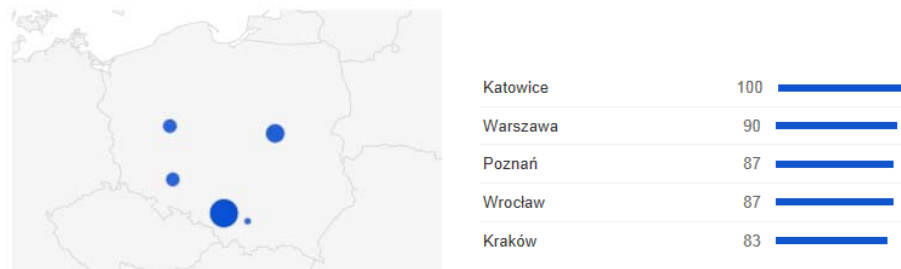 Katowice 100
Warszawa 90
Poznań 87
Wrocław 87
Kraków 83